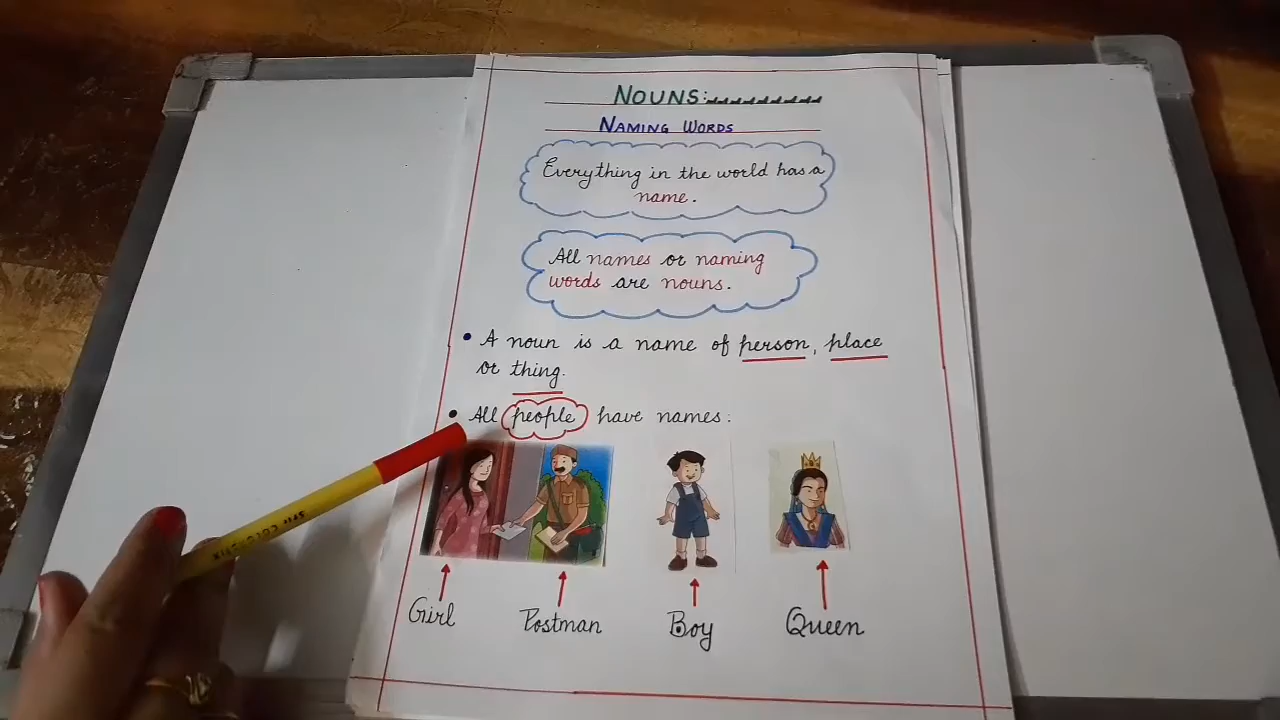 NOUNS:
NAMING WORDS
Everything in the world has a
name.
All names or naming
words are nouns.
• A noun is a name of person, place
or thing.
• All people have names:
Girl Postman Boy Queen